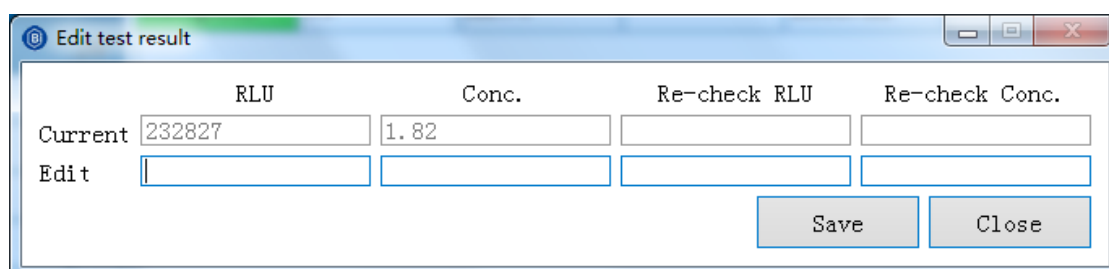 Edit test result
RLU Conc. Re-check RLU Re-check Conc.
Current 232827 1.82
Edit
Save Close